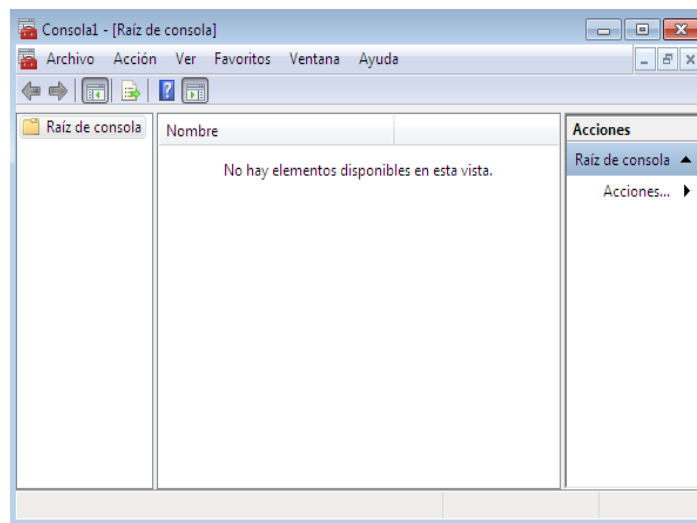 Consola1 - [Raíz de consola]
Archivo Acción Ver Favoritos Ventana Ayuda
Raíz de consola
Nombre
No hay elementos disponibles en esta vista.
Acciones
Raíz de consola
Acciones...